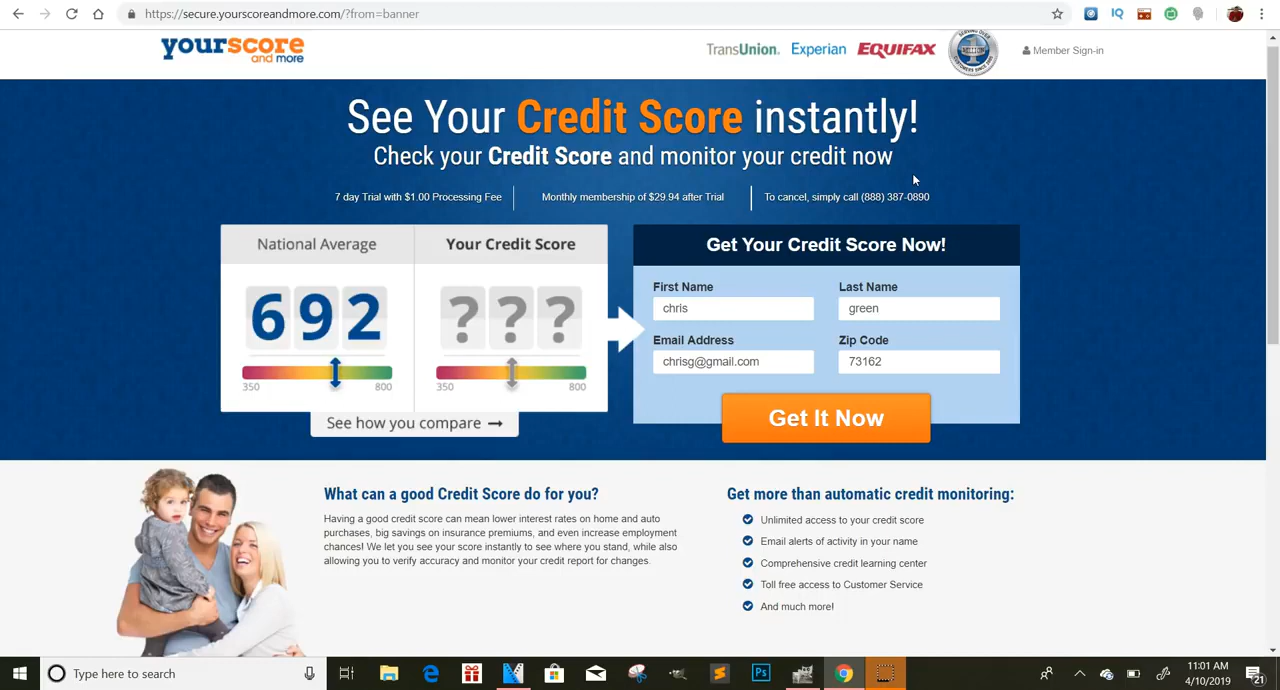 https://secure.yourscoreandmore.com/?from=banner
yourscore
and more
TransUnion. Experian EQUIFAX
Member Sign-in
See Your Credit Score instantly!
Check your Credit Score and monitor your credit now
7 day Trial with $1.00 Processing Fee
Monthly membership of $29.94 after Trial
To cancel, simply call (888) 387-0890
National Average
Your Credit Score
692
???
350 800
350 800
See how you compare →
Get Your Credit Score Now!
First Name
Last Name
chris
green
Email Address
Zip Code
chrisg@gmail.com
73162
Get It Now
What can a good Credit Score do for you?
Having a good credit score can mean lower interest rates on home and auto
purchases, big savings on insurance premiums, and even increase employment
chances! We let you see your score instantly to see where you stand, while also
allowing you to verify accuracy and monitor your credit report for changes.
Get more than automatic credit monitoring:
Unlimited access to your credit score
Email alerts of activity in your name
Comprehensive credit learning center
Toll free access to Customer Service
And much more!
Type here to search
Ps
11:01 AM
4/10/2019
21